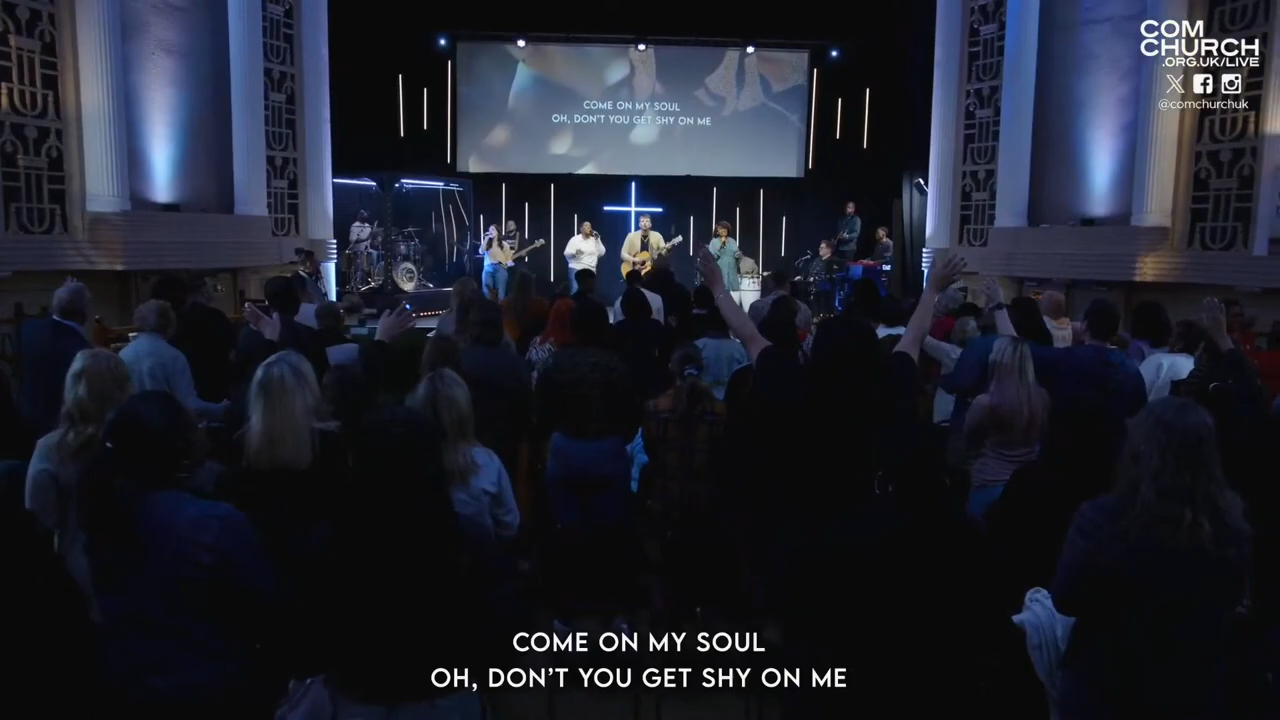 COM
CHURCH
.ORG.UK/LIVE
@comchurchuk
COME ON MY SOUL
OH, DON'T YOU GET SHY ON ME
COME ON MY SOUL
OH, DON'T YOU GET SHY ON ME